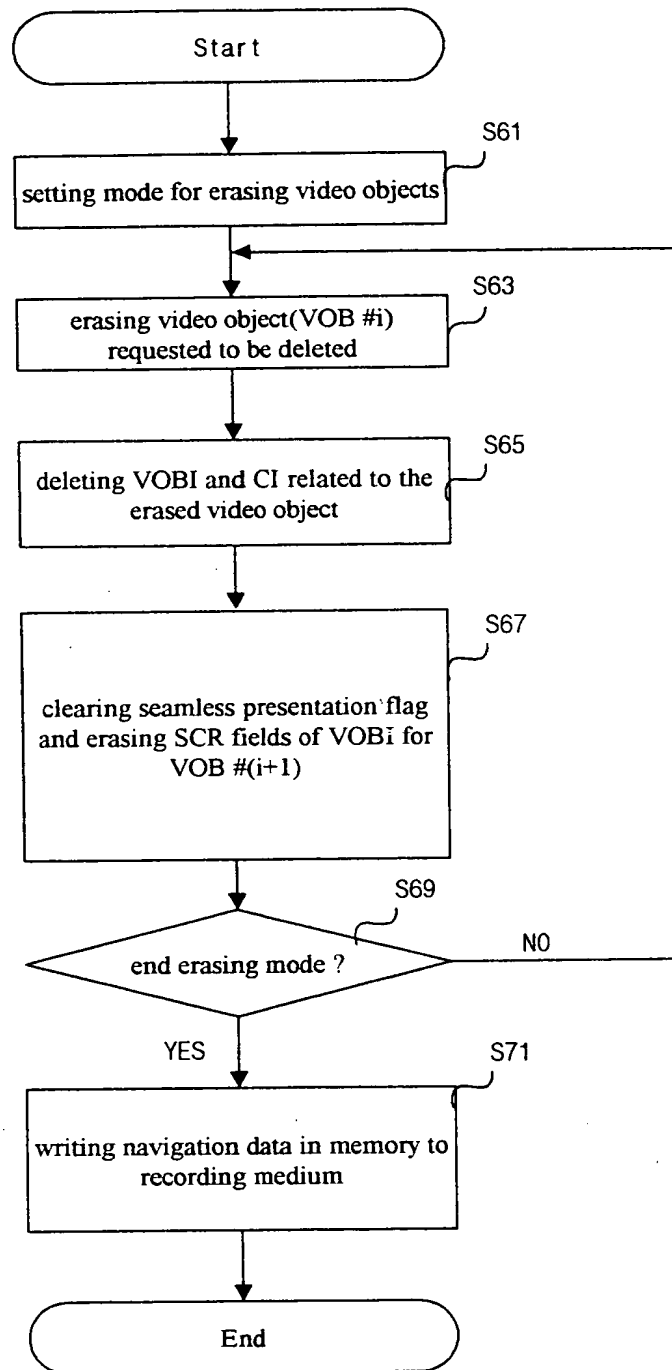 Start
S61
setting mode for erasing video objects
S63
erasing video object(VOB #i)
requested to be deleted
S65
deleting VOBI and CI related to the
erased video object
S67
clearing seamless presentation flag
and erasing SCR fields of VOBI for
VOB #(i+1)
S69
end erasing mode ?
NO
YES
S71
writing navigation data in memory to
recording medium
End